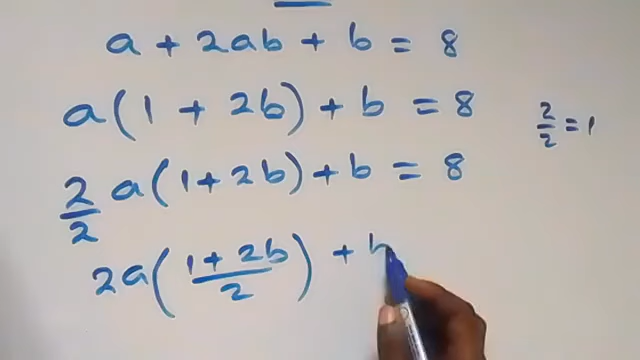 a + 2ab + b = 8
a(1 + 2b) + b = 8
2/2 = 1
2/2 a(1 + 2b) + b = 8
2a((1 + 2b)/2) + b